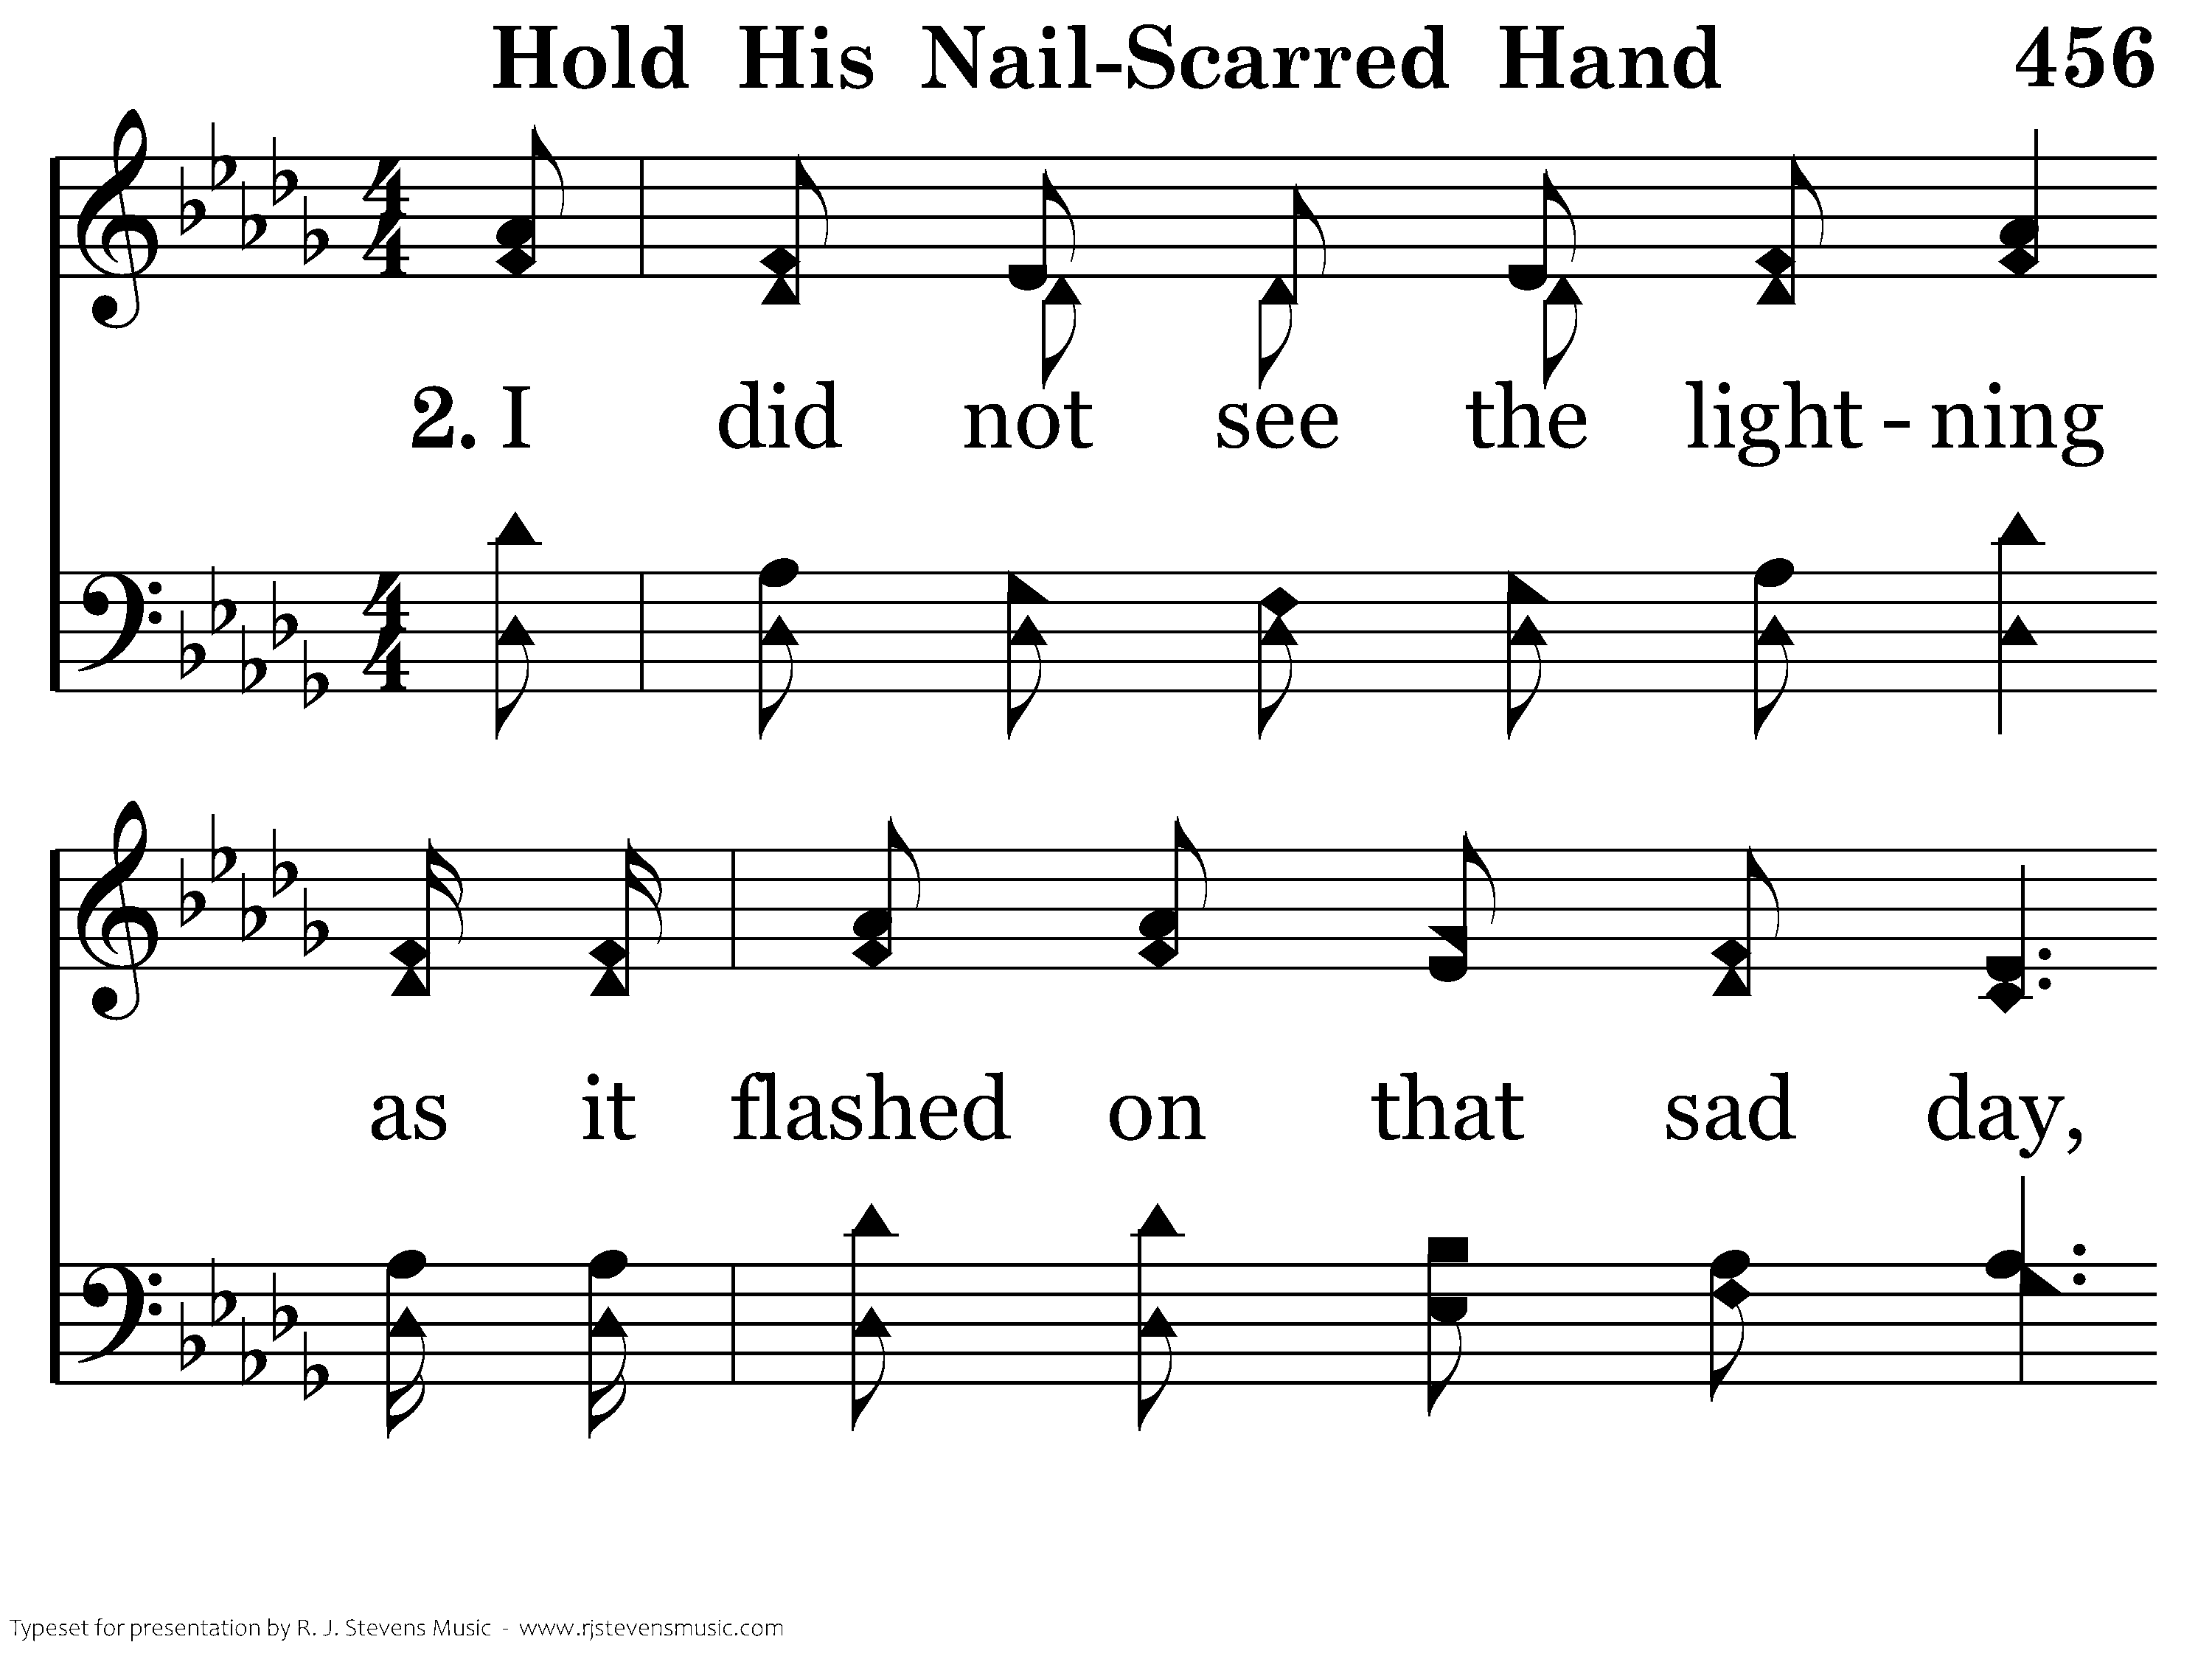 Hold His Nail-Scarred Hand 456
2. I did not see the light - ning
as it flashed on that sad day,
Typeset for presentation by R. J. Stevens Music - www.rjstevensmusic.com